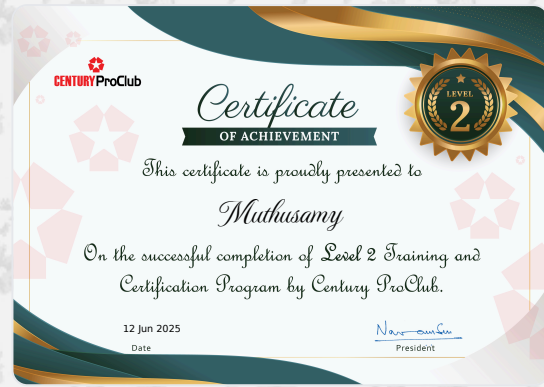 CENTURY ProClub
LEVEL
2
Certificate
OF ACHIEVEMENT
This certificate is proudly presented to
Muthusamy
On the successful completion of Level 2 Training and
Certification Program by Century ProClub.
12 Jun 2025
Date
President